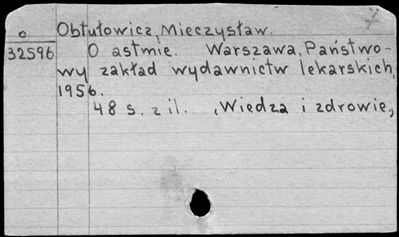 o Obtułowicz, Mieczysław.
32596 O astmie. Warszawa, Państwo-
wy zakład wydawnictw lekarskich,
1956.
48 s. z il. „Wiedza i zdrowie„